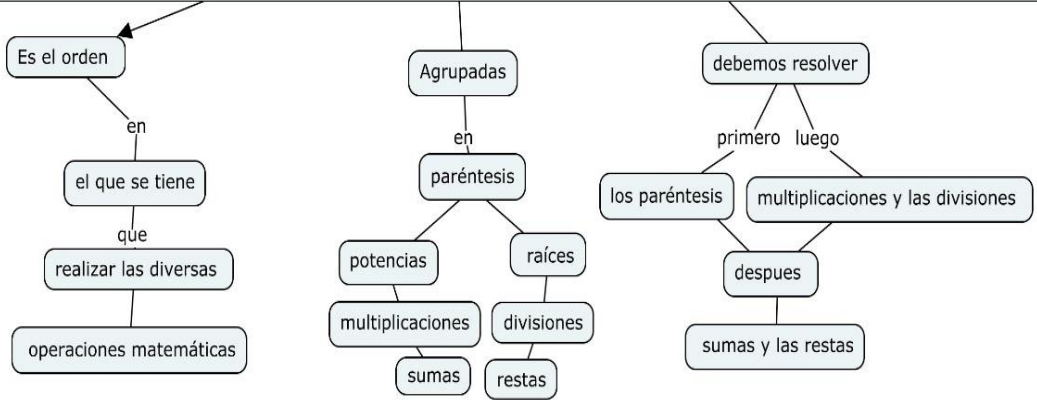 Es el orden
en
el que se tiene
que
realizar las diversas
operaciones matemáticas
Agrupadas
en
paréntesis
potencias
raíces
multiplicaciones
divisiones
sumas
restas
debemos resolver
primero
luego
los paréntesis
multiplicaciones y las divisiones
despues
sumas y las restas